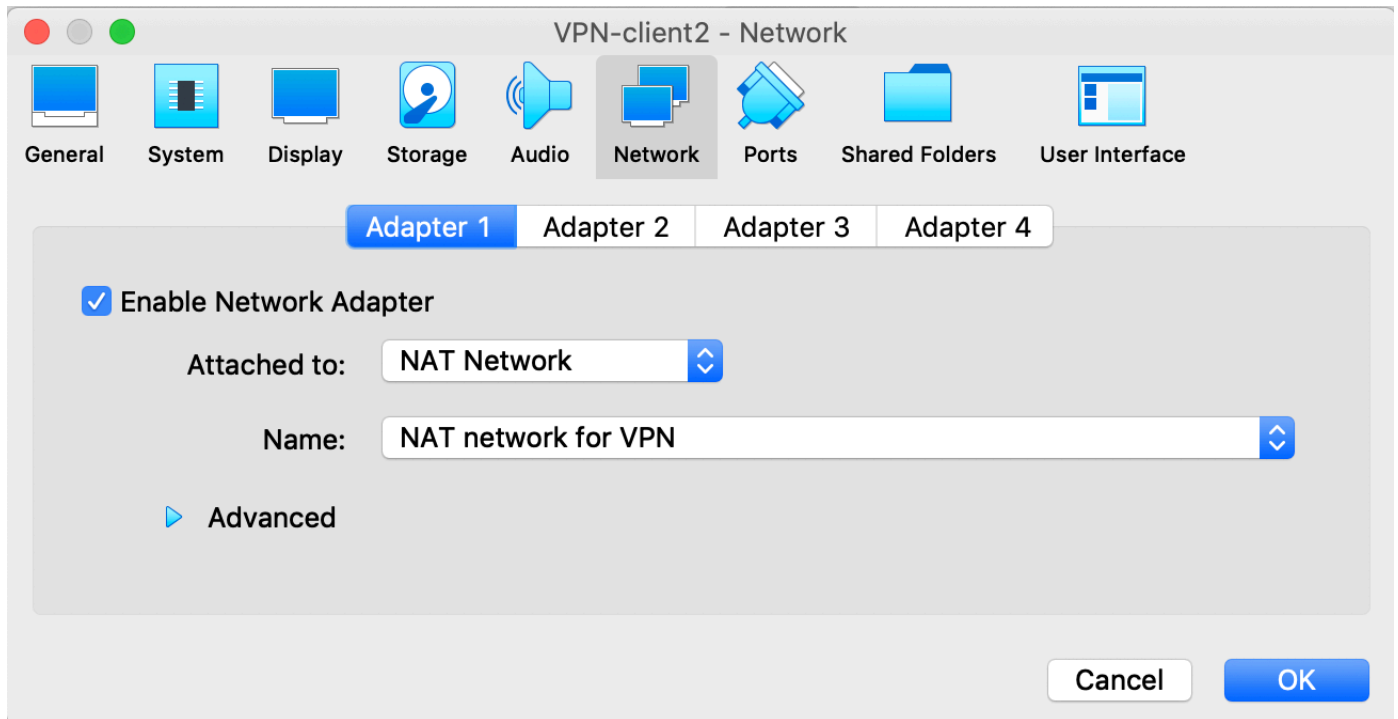 VPN-client2 - Network
General System Display Storage Audio Network Ports Shared Folders User Interface
Adapter 1 Adapter 2 Adapter 3 Adapter 4
Enable Network Adapter
Attached to: NAT Network
Name: NAT network for VPN
Advanced
Cancel OK